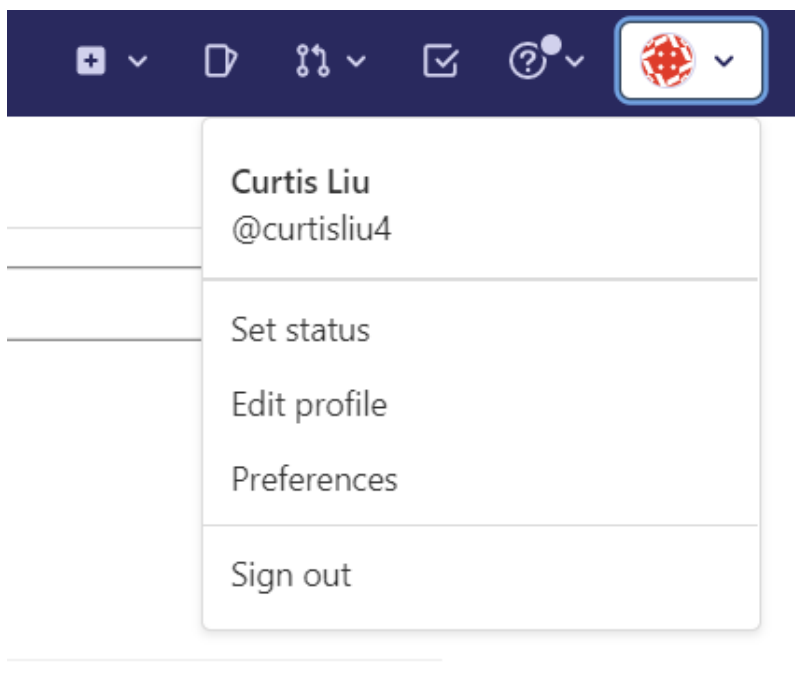 Curtis Liu
@curtisliu4
Set status
Edit profile
Preferences
Sign out